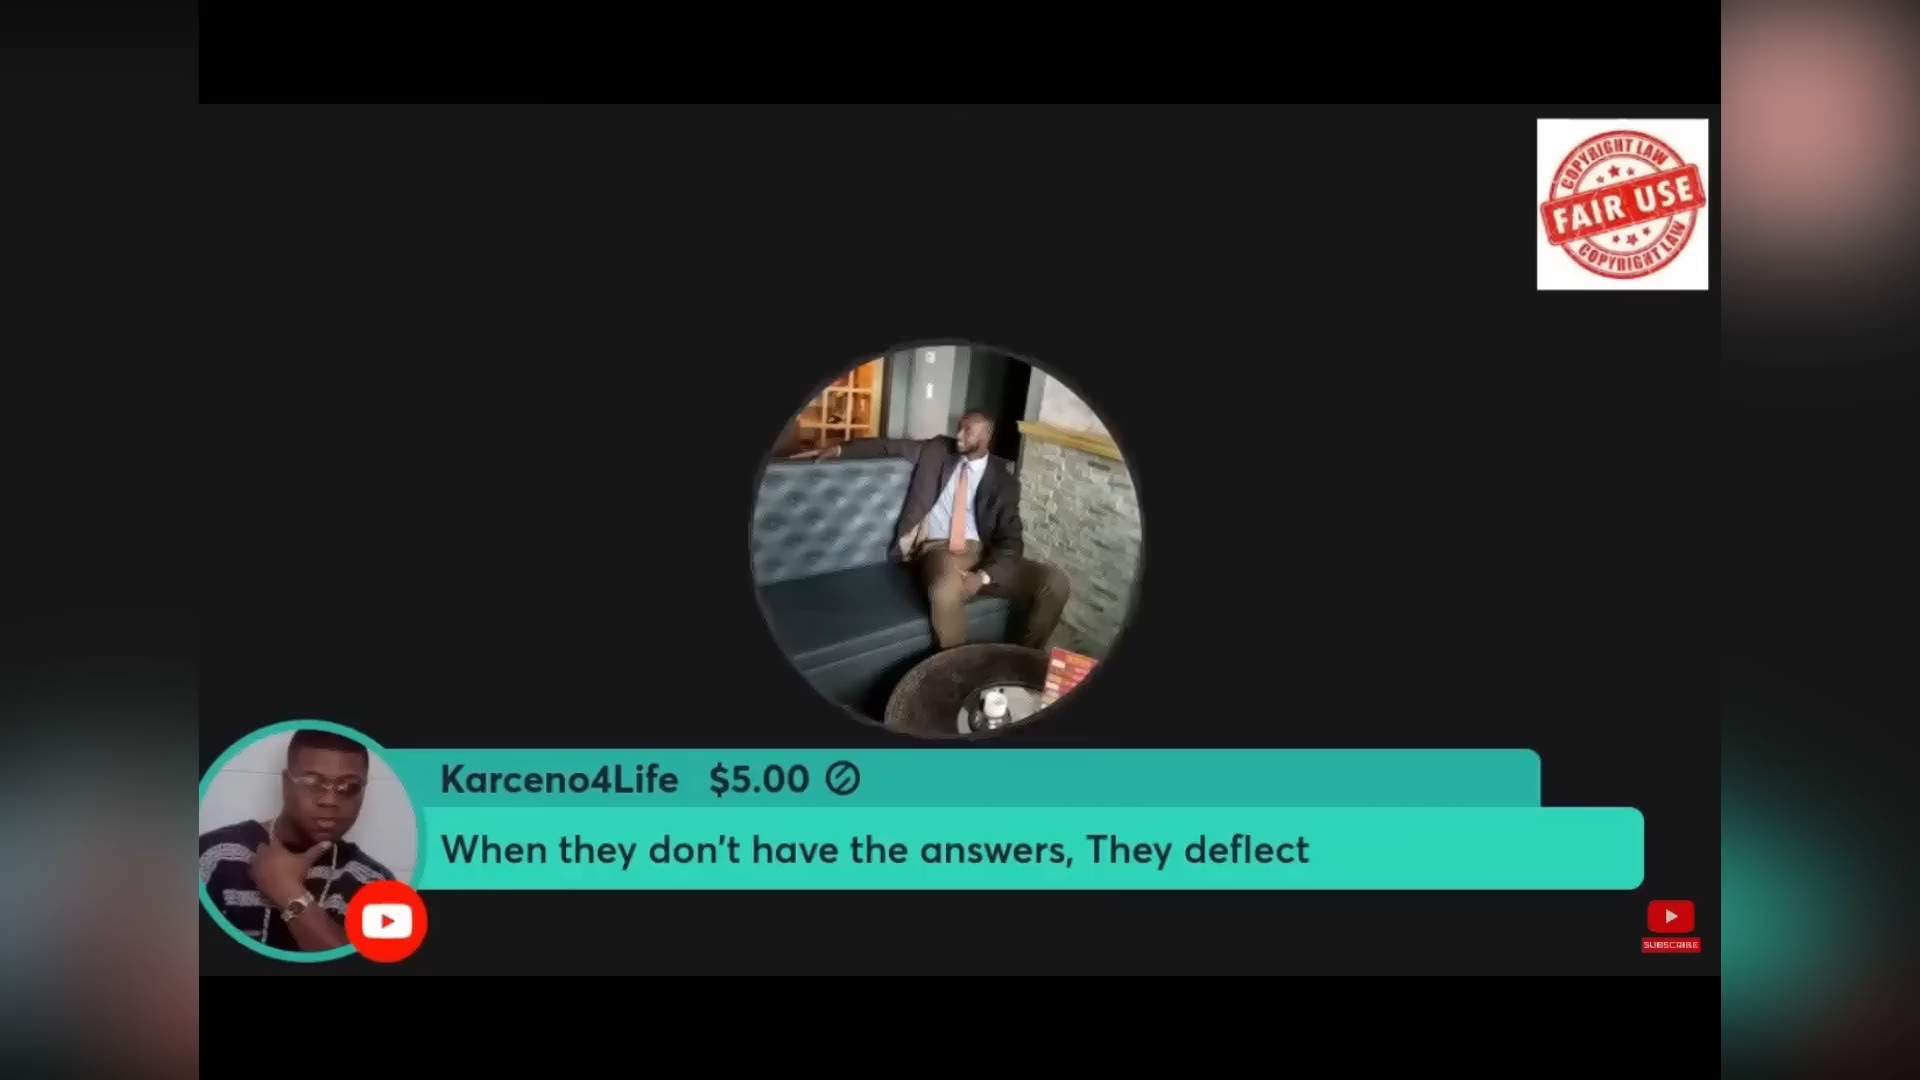 COPYRIGHT LAW
FAIR USE
COPYRIGHT LAW
Karceno4Life $5.00
When they don't have the answers, They deflect
SUBSCRIBE